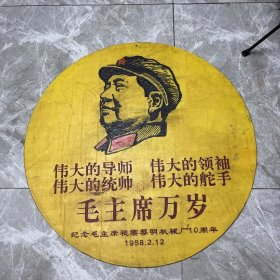 伟大的导师 伟大的领袖
伟大的统帅 伟大的舵手
毛主席万岁
纪念毛主席视察黎明机械厂10周年
1958.2.12